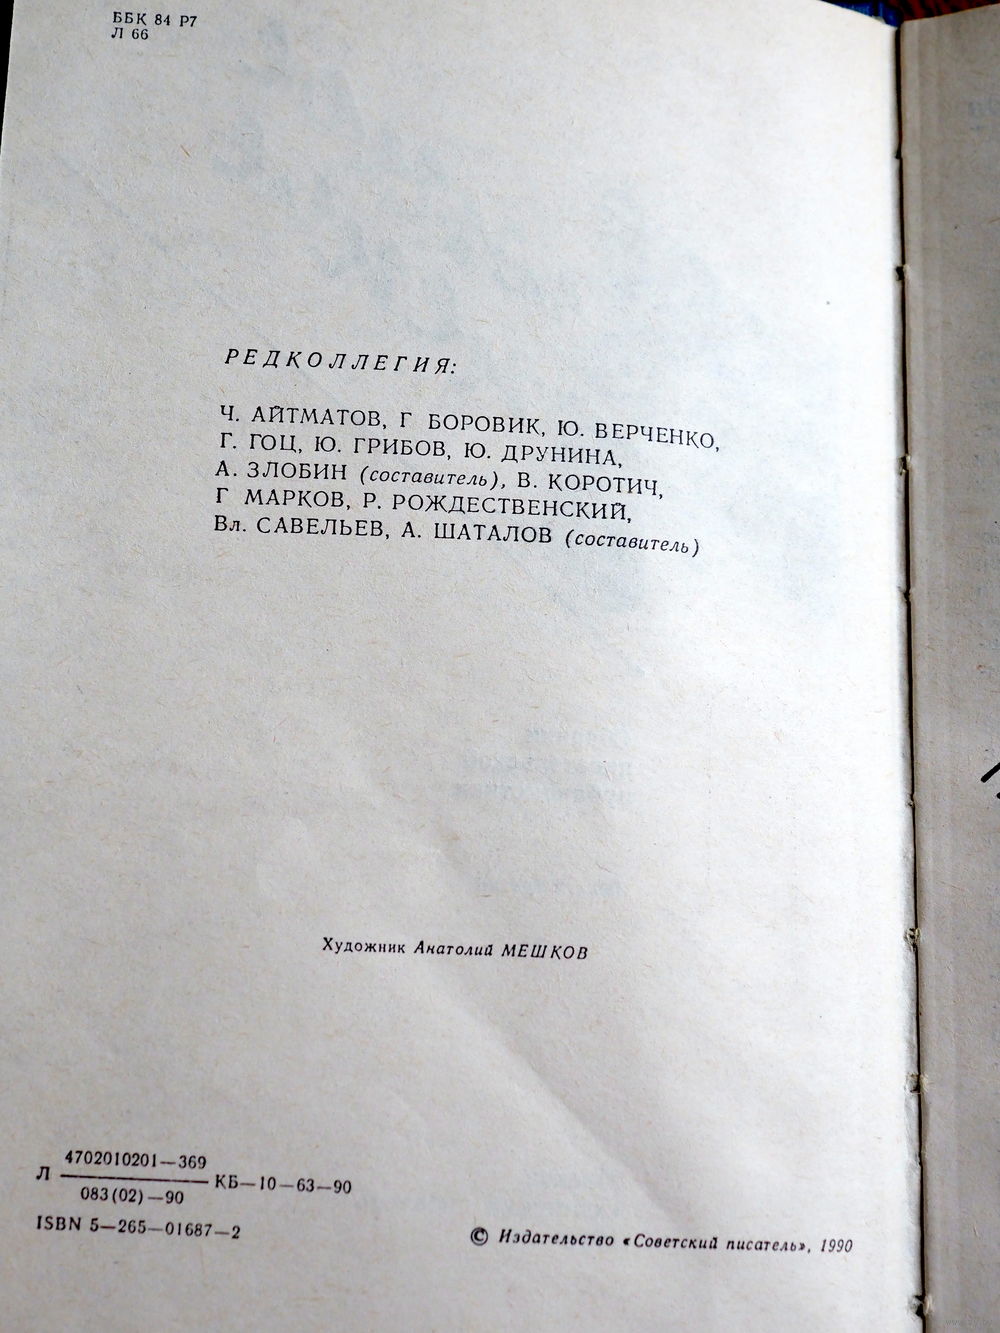 ББК 84 Р7
Л 66
РЕДКОЛЛЕГИЯ:
Ч. АЙТМАТОВ, Г БОРОВИК, Ю. ВЕРЧЕНКО,
Г. ГОЦ, Ю. ГРИБОВ, Ю. ДРУНИНА,
А. ЗЛОБИН (составитель), В. КОРОТИЧ,
Г МАРКОВ, Р. РОЖДЕСТВЕНСКИЙ,
Вл. САВЕЛЬЕВ, А. ШАТАЛОВ (составитель)
Художник Анатолий МЕШКОВ
4702010201—369
Л КБ—10—63—90
083(02)—90
ISBN 5—265—01687—2
© Издательство «Советский писатель», 1990